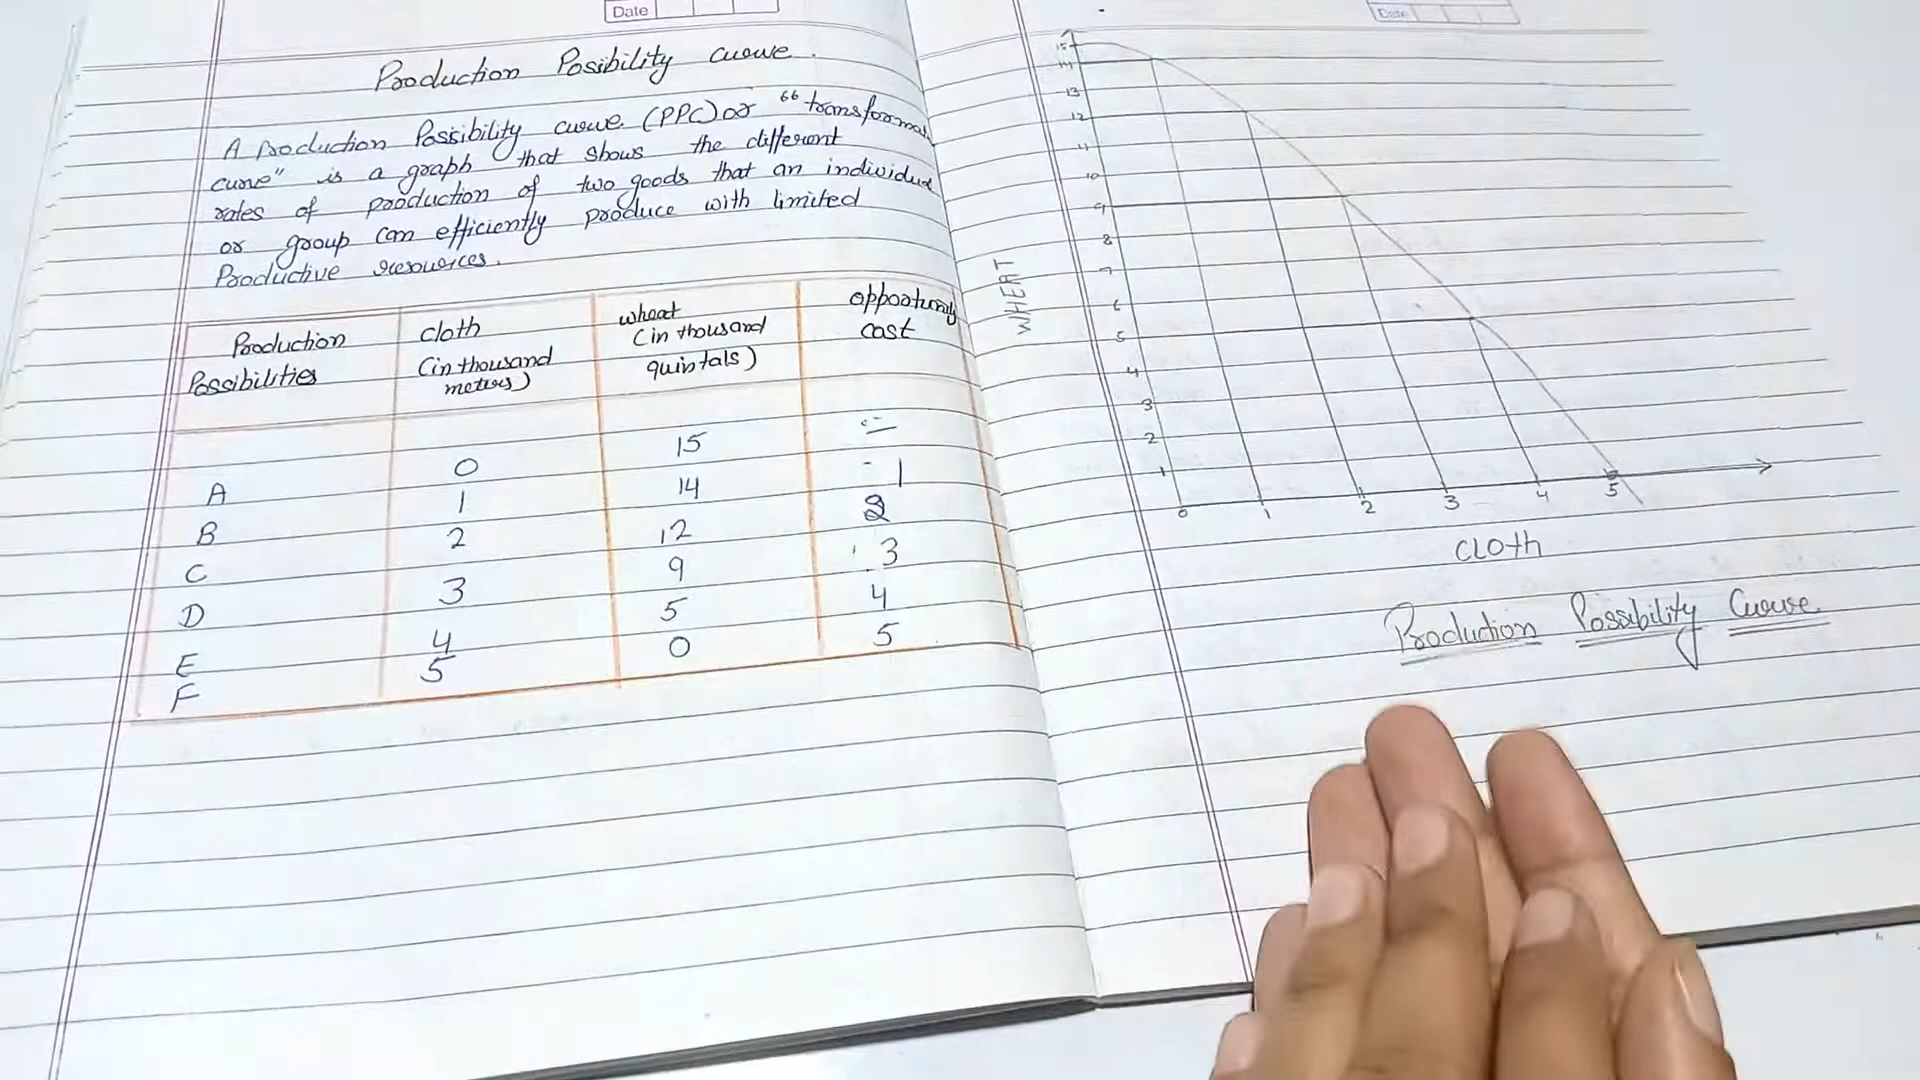 Date
Production Possibility curve.
A Production Possibility curve (PPC) or "transformat
curve" is a graph that shows the different
rates of production of two goods that an individual
or group can efficiently produce with limited
Productive resources.
Production Possibilities
cloth (in thousand meters)
wheat (in thousand quintals)
opportunity cost
A 0 15 -
B 1 14 1
C 2 12 2
D 3 9 3
E 4 5 4
F 5 0 5
Date
15
14
13
12
11
10
9
8
7
6
5
4
3
2
1
WHEAT
0 1 2 3 4 5
CLOTH
Production Possibility Curve